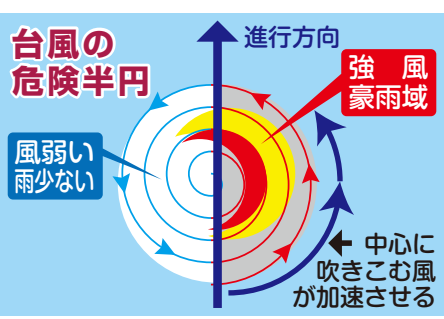 台風の
危険半円
進行方向
強 風
豪雨域
風弱い
雨少ない
中心に
吹きこむ風
が加速させる